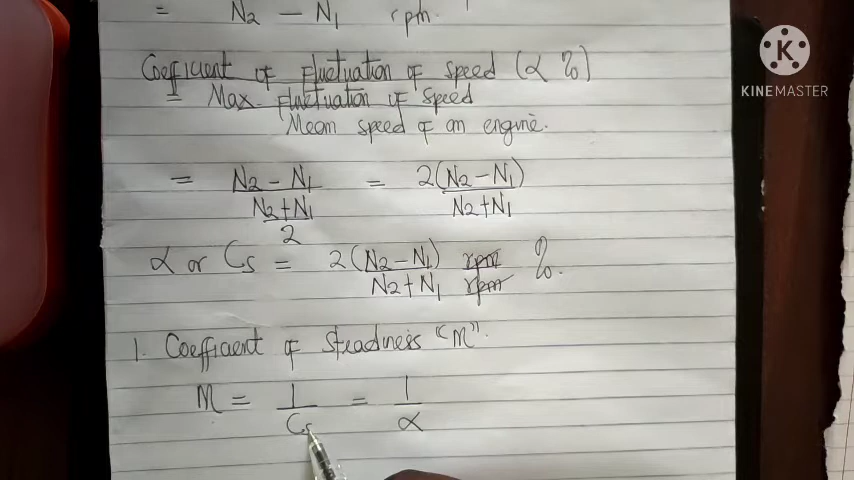 = N₂ - N₁ rpm.
Coefficient of Fluctuation of speed (α %)
= Max. Fluctuation of speed
Mean speed of an engine.
= N₂ - N₁ / (N₂ + N₁ / 2) = 2(N₂ - N₁) / N₂ + N₁
α or Cs = 2(N₂ - N₁) rpm / N₂ + N₁ rpm %.
1. Coefficient of steadiness "M".
M = 1 / Cs = 1 / α
K
KINEMASTER